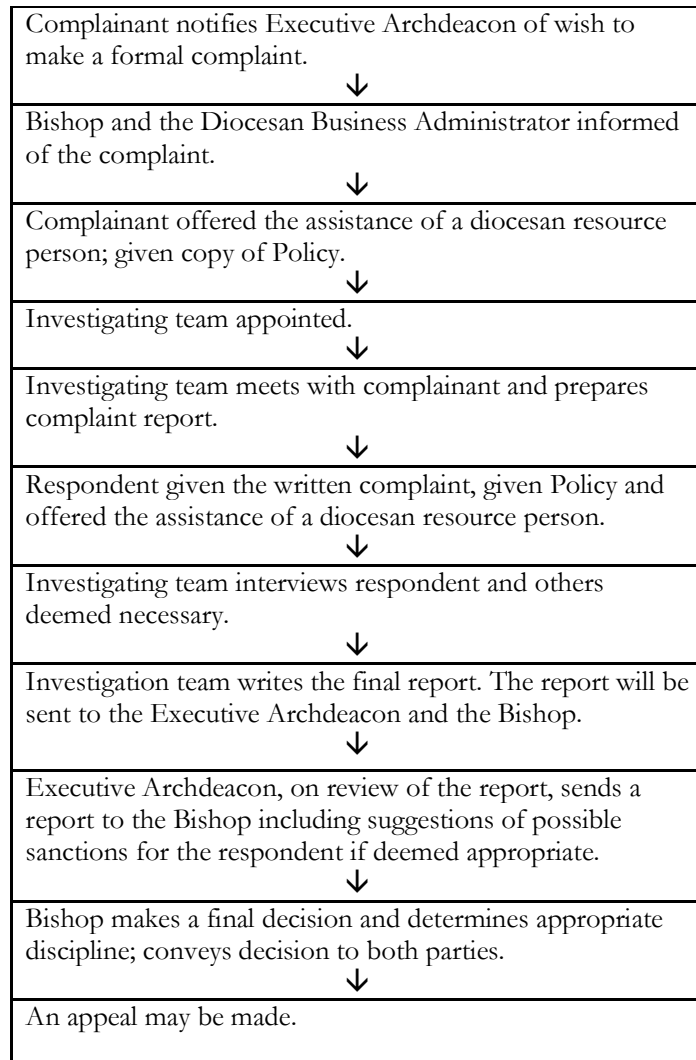 Complainant notifies Executive Archdeacon of wish to
make a formal complaint.
↓
Bishop and the Diocesan Business Administrator informed
of the complaint.
↓
Complainant offered the assistance of a diocesan resource
person; given copy of Policy.
↓
Investigating team appointed.
↓
Investigating team meets with complainant and prepares
complaint report.
↓
Respondent given the written complaint, given Policy and
offered the assistance of a diocesan resource person.
↓
Investigating team interviews respondent and others
deemed necessary.
↓
Investigation team writes the final report. The report will be
sent to the Executive Archdeacon and the Bishop.
↓
Executive Archdeacon, on review of the report, sends a
report to the Bishop including suggestions of possible
sanctions for the respondent if deemed appropriate.
↓
Bishop makes a final decision and determines appropriate
discipline; conveys decision to both parties.
↓
An appeal may be made.